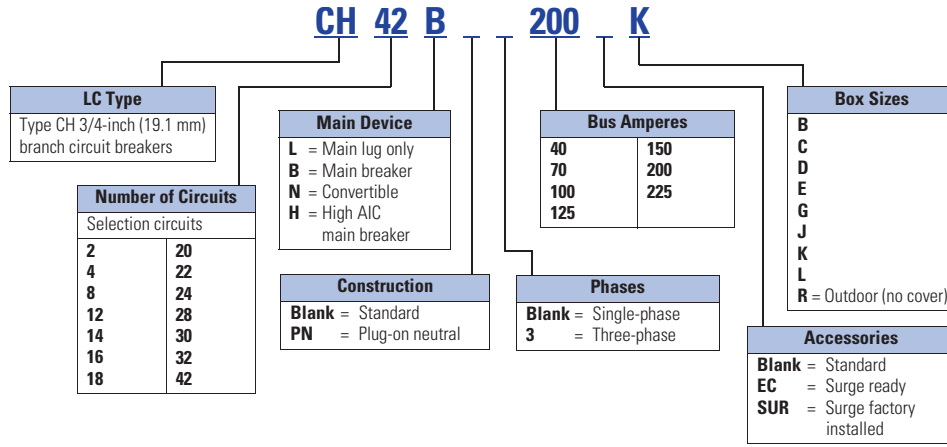 CH 42 B _ _ 200 _ K
LC Type
Type CH 3/4-inch (19.1 mm)
branch circuit breakers
Number of Circuits
Selection circuits
2 20
4 22
8 24
12 28
14 30
16 32
18 42
Main Device
L = Main lug only
B = Main breaker
N = Convertible
H = High AIC
main breaker
Construction
Blank = Standard
PN = Plug-on neutral
Phases
Blank = Single-phase
3 = Three-phase
Bus Amperes
40 150
70 200
100 225
125
Accessories
Blank = Standard
EC = Surge ready
SUR = Surge factory
installed
Box Sizes
B
C
D
E
G
J
K
L
R = Outdoor (no cover)